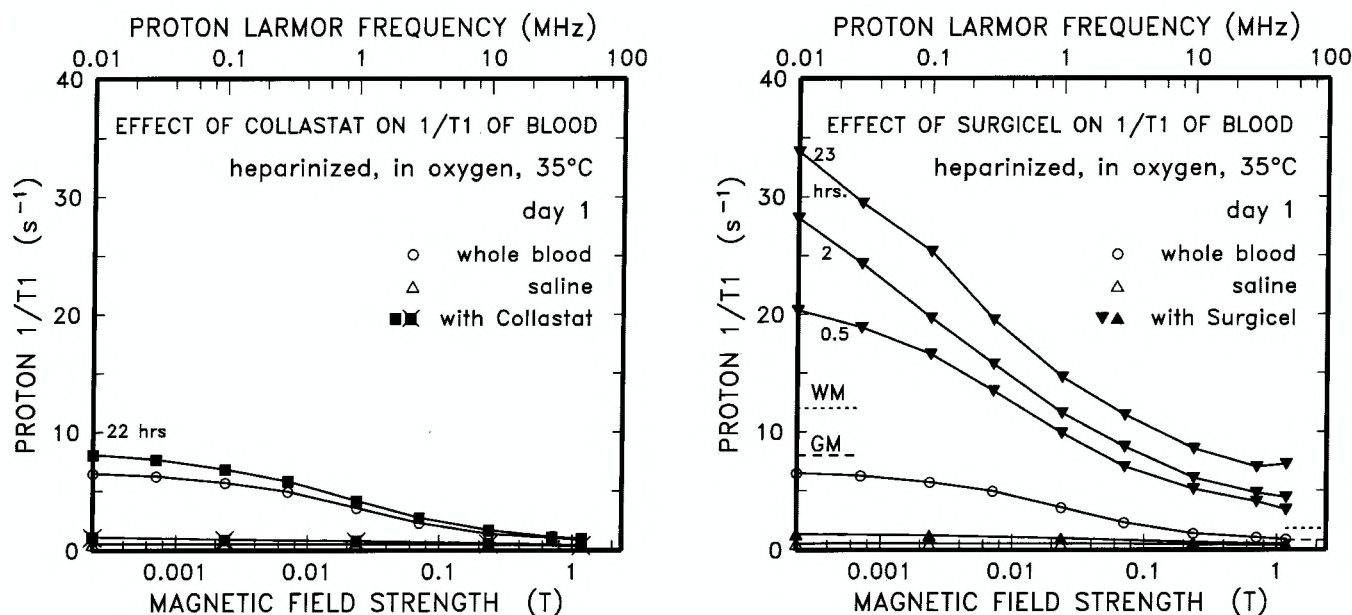 PROTON LARMOR FREQUENCY (MHz)
0.01 0.1 1 10 100
40
30
20
10
0
PROTON 1/T1 (s⁻¹)
EFFECT OF COLLASTAT ON 1/T1 OF BLOOD
heparinized, in oxygen, 35°C
day 1
whole blood
saline
with Collastat
22 hrs
0.001 0.01 0.1 1
MAGNETIC FIELD STRENGTH (T)
PROTON LARMOR FREQUENCY (MHz)
0.01 0.1 1 10 100
40
30
20
10
0
PROTON 1/T1 (s⁻¹)
EFFECT OF SURGICEL ON 1/T1 OF BLOOD
23
heparinized, in oxygen, 35°C
hrs.
day 1
2
whole blood
saline
0.5
with Surgicel
WM
GM
0.001 0.01 0.1 1
MAGNETIC FIELD STRENGTH (T)